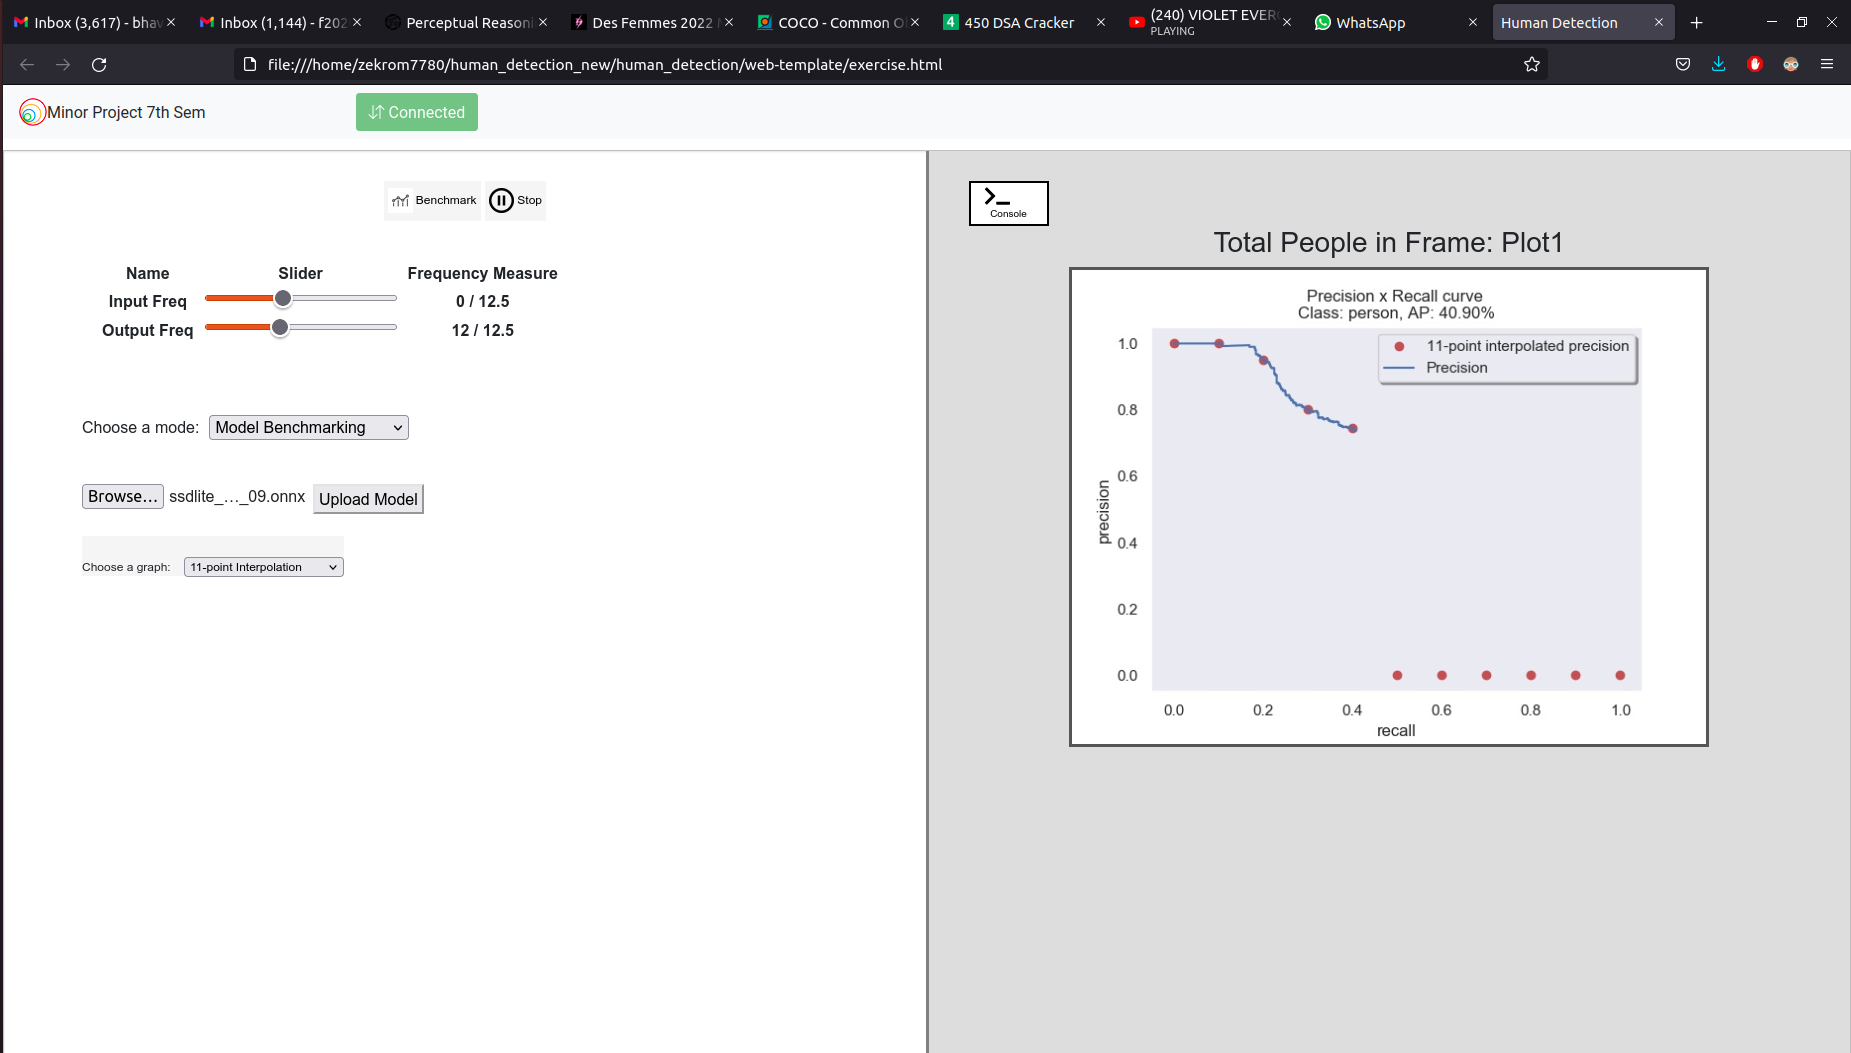 Inbox (3,617) - bhav
Inbox (1,144) - f202
Perceptual Reasoni
Des Femmes 2022
COCO - Common O
4 450 DSA Cracker
(240) VIOLET EVER
PLAYING
WhatsApp
Human Detection
file:///home/zekrom7780/human_detection_new/human_detection/web-template/exercise.html
Minor Project 7th Sem
Connected
Benchmark
Stop
Name Slider Frequency Measure
Input Freq 0 / 12.5
Output Freq 12 / 12.5
Choose a mode: Model Benchmarking
Browse... ssdlite_..._09.onnx Upload Model
Choose a graph: 11-point Interpolation
>_
Console
Total People in Frame: Plot1
Precision x Recall curve
Class: person, AP: 40.90%
11-point interpolated precision
Precision
1.0
0.8
0.6
0.4
0.2
0.0
precision
0.0 0.2 0.4 0.6 0.8 1.0
recall